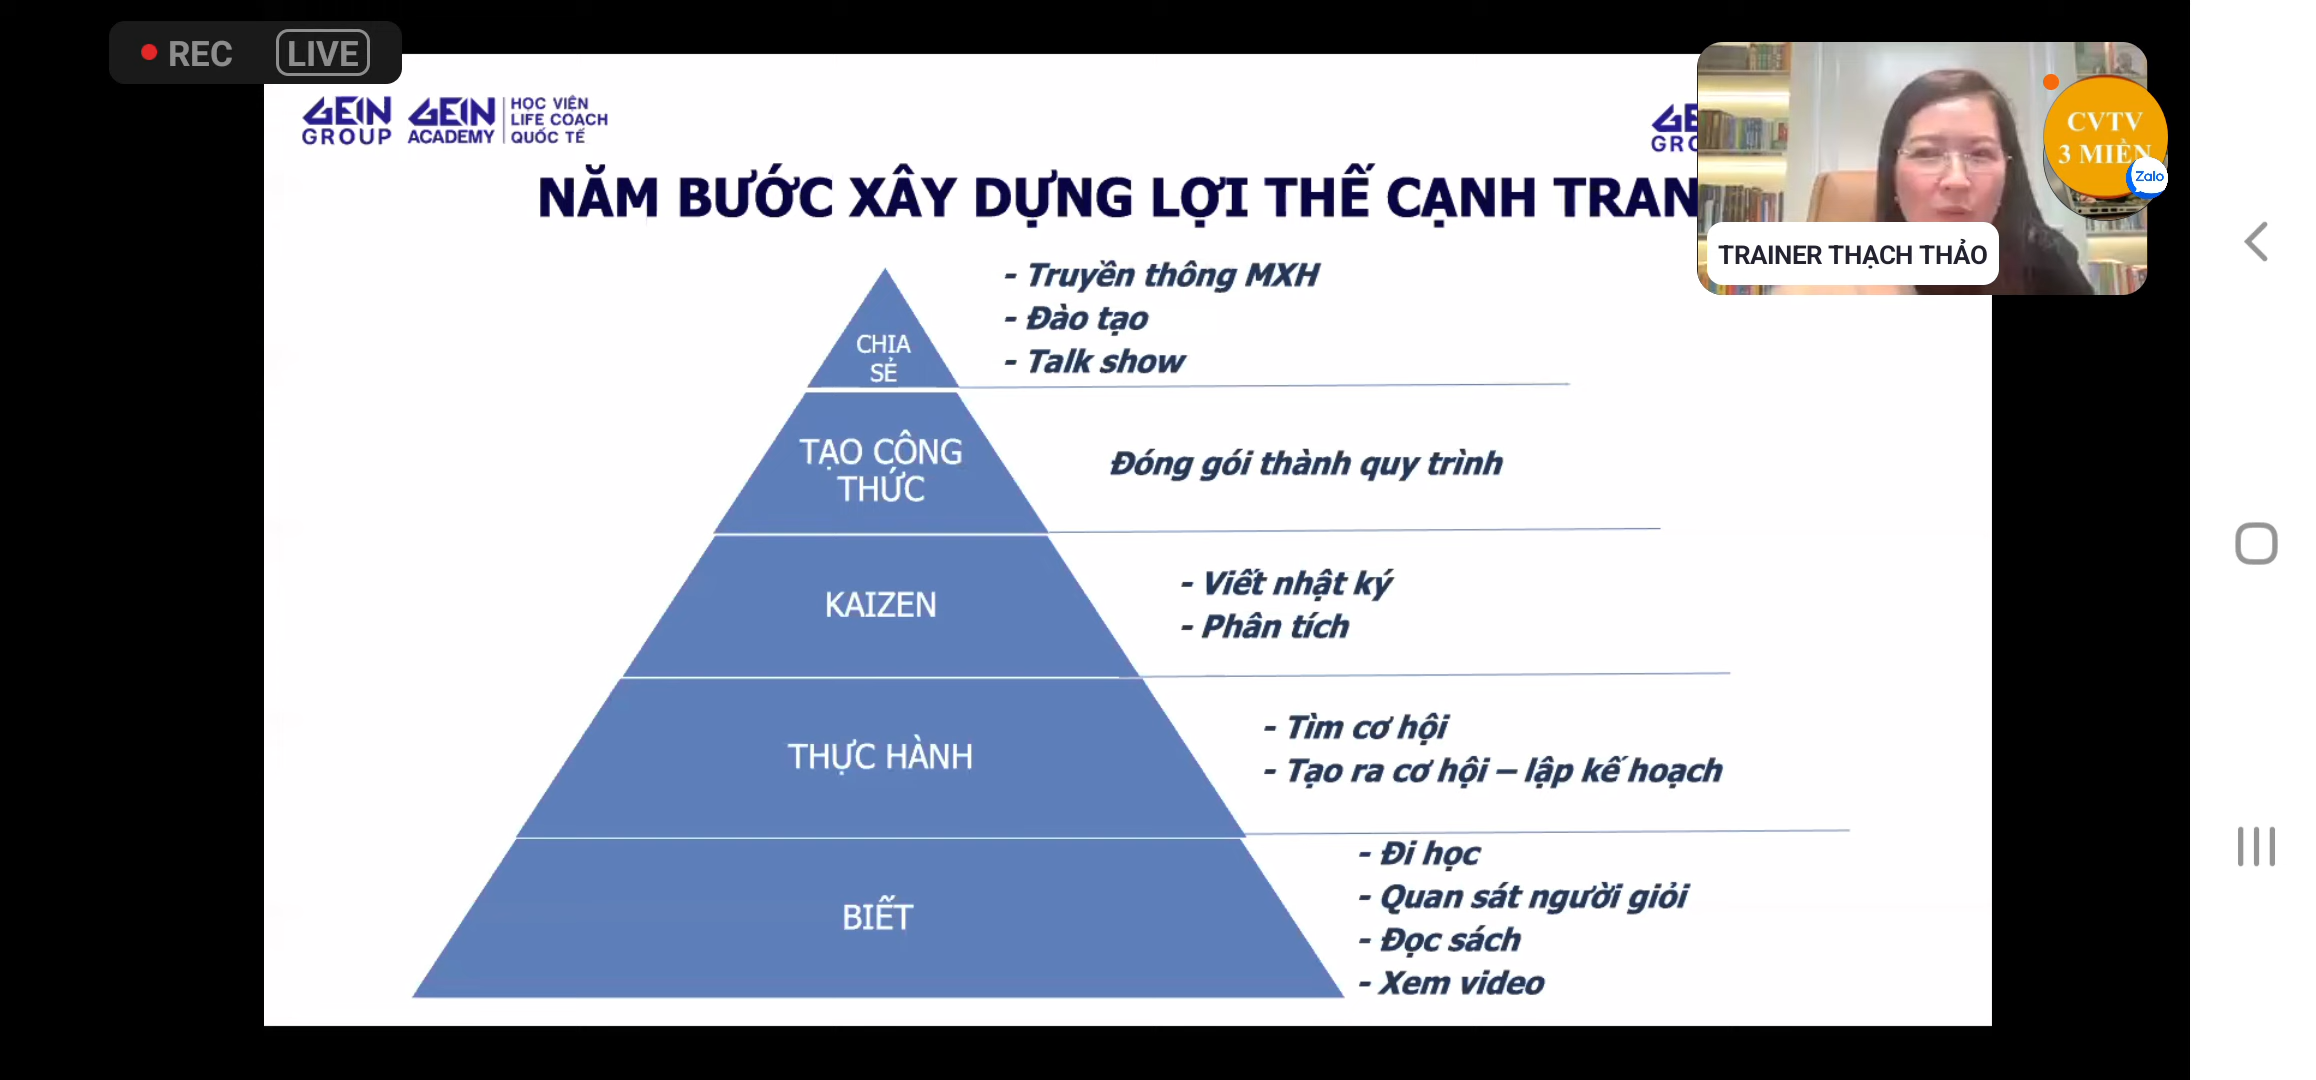 REC LIVE
GEIN
GROUP
GEIN
ACADEMY
HỌC VIỆN
LIFE COACH
QUỐC TẾ
NĂM BƯỚC XÂY DỰNG LỢI THẾ CẠNH TRAN
CVTV
3 MIỀN
Zalo
TRAINER THẠCH THẢO
CHIA
SẺ
- Truyền thông MXH
- Đào tạo
- Talk show
TẠO CÔNG
THỨC
Đóng gói thành quy trình
KAIZEN
- Viết nhật ký
- Phân tích
THỰC HÀNH
- Tìm cơ hội
- Tạo ra cơ hội – lập kế hoạch
BIẾT
- Đi học
- Quan sát người giỏi
- Đọc sách
- Xem video